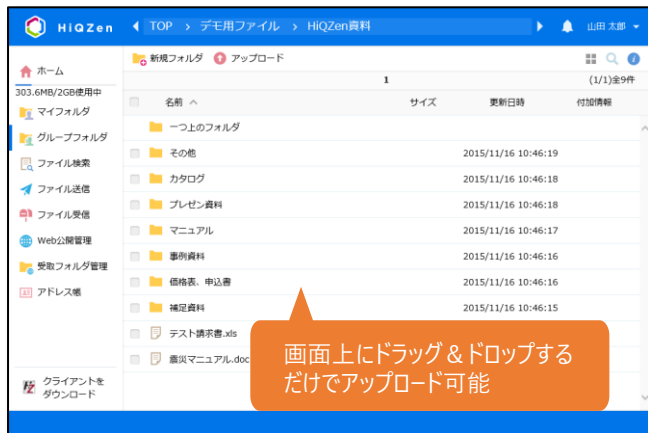 HiQZen
TOP > デモ用ファイル > HiQZen資料
山田 太郎
ホーム
303.6MB/2GB使用中
マイフォルダ
グループフォルダ
ファイル検索
ファイル送信
ファイル受信
Web公開管理
受取フォルダ管理
アドレス帳
クライアントを
ダウンロード
新規フォルダ アップロード
1 (1/1)全9件
名前 サイズ 更新日時 付加情報
一つ上のフォルダ
その他 2015/11/16 10:46:19
カタログ 2015/11/16 10:46:18
プレゼン資料 2015/11/16 10:46:18
マニュアル 2015/11/16 10:46:17
事例資料 2015/11/16 10:46:16
価格表、申込書 2015/11/16 10:46:16
補足資料 2015/11/16 10:46:15
テスト請求書.xls
震災マニュアル.doc
画面上にドラッグ＆ドロップする
だけでアップロード可能